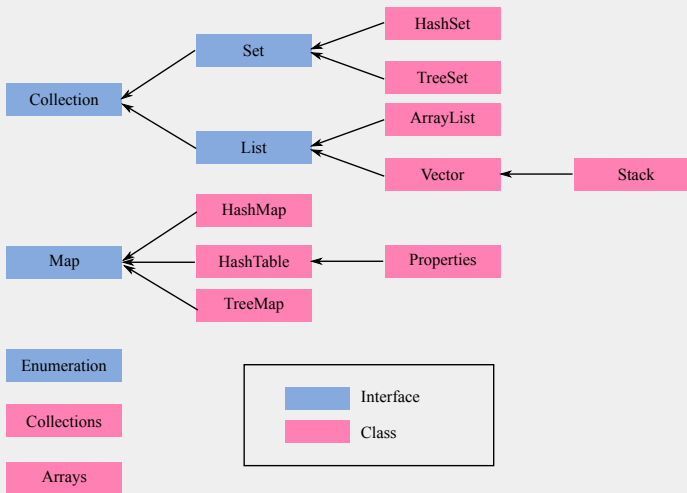 HashSet
Set
TreeSet
Collection
ArrayList
List
Vector
Stack
HashMap
Map
HashTable
Properties
TreeMap
Enumeration
Interface
Collections
Class
Arrays